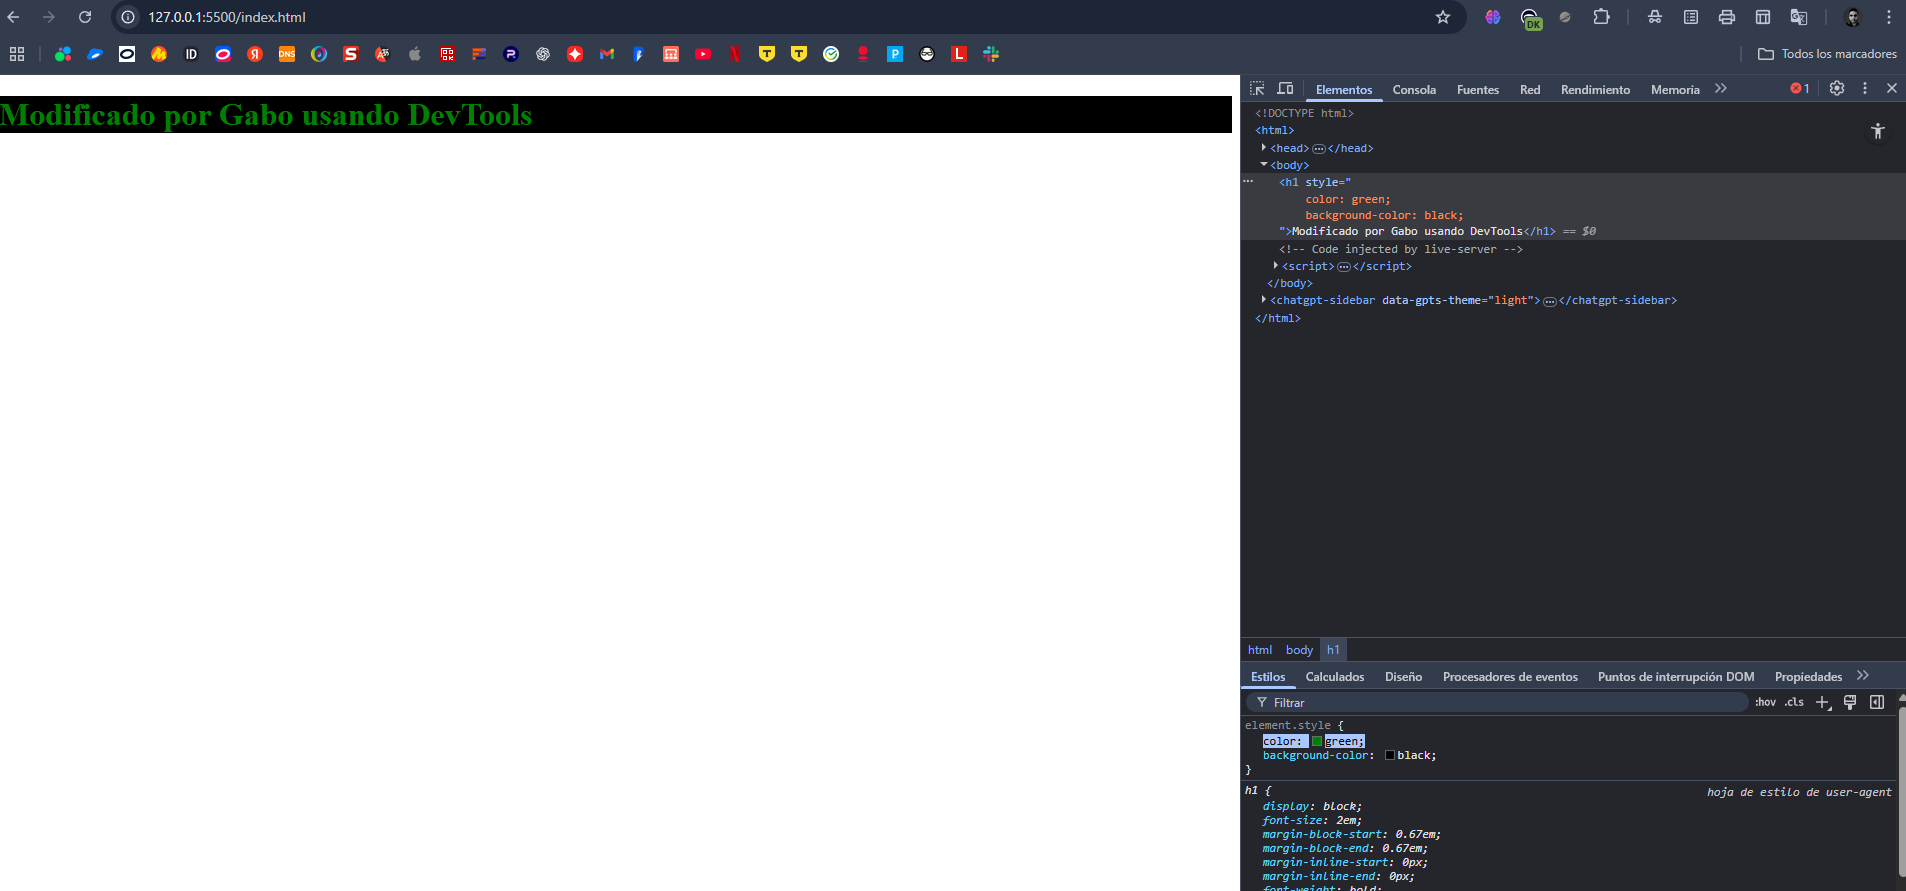 127.0.0.1:5500/index.html
DK
ID
Я
DNS
S
QR
T
T
P
L
Todos los marcadores
Modificado por Gabo usando DevTools
Elementos
Consola
Fuentes
Red
Rendimiento
Memoria
1
<!DOCTYPE html>
<html>
<head>…</head>
<body>
… <h1 style="
color: green;
background-color: black;
">Modificado por Gabo usando DevTools</h1> == $0
<!-- Code injected by live-server -->
<script>…</script>
</body>
<chatgpt-sidebar data-gpts-theme="light">…</chatgpt-sidebar>
</html>
html body h1
Estilos Calculados Diseño Procesadores de eventos Puntos de interrupción DOM Propiedades
Filtrar :hov .cls
element.style {
color: green;
background-color: black;
}
h1 { hoja de estilo de user-agent
display: block;
font-size: 2em;
margin-block-start: 0.67em;
margin-block-end: 0.67em;
margin-inline-start: 0px;
margin-inline-end: 0px;
font-weight: bold;